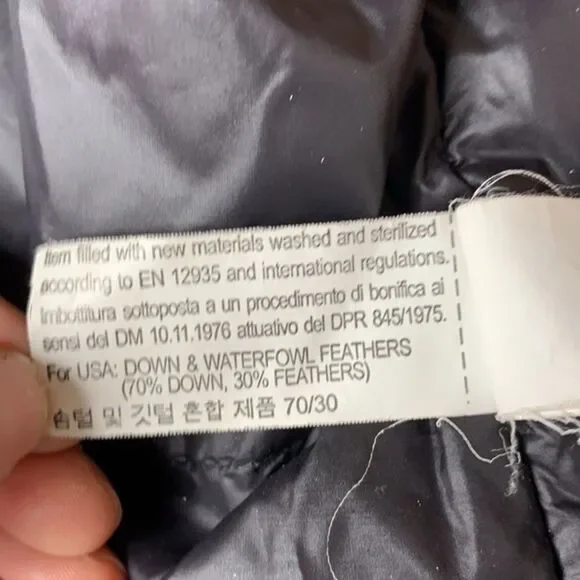 Item filled with new materials washed and sterilized
according to EN 12935 and international regulations.
Imbottitura sottoposta a un procedimento di bonifica ai
sensi del DM 10.11.1976 attuativo del DPR 845/1975.
For USA: DOWN & WATERFOWL FEATHERS
(70% DOWN, 30% FEATHERS)
솜털 및 깃털 혼합 제품 70/30